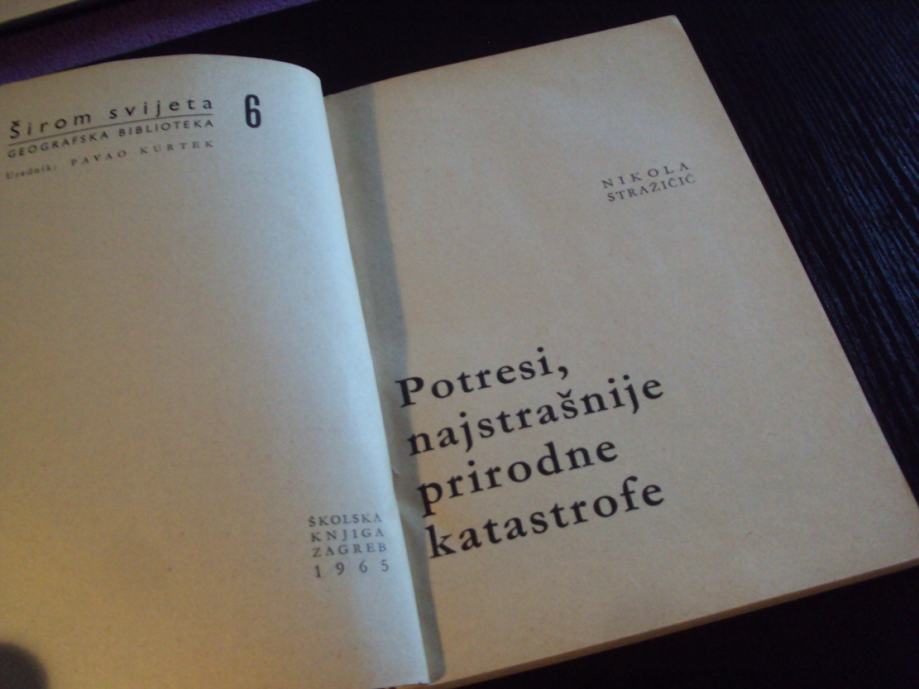 Širom svijeta 6
GEOGRAFSKA BIBLIOTEKA
Urednik: PAVAO KURTEK
ŠKOLSKA
KNJIGA
ZAGREB
1965
NIKOLA
STRAŽIČIĆ
Potresi,
najstrašnije
prirodne
katastrofe